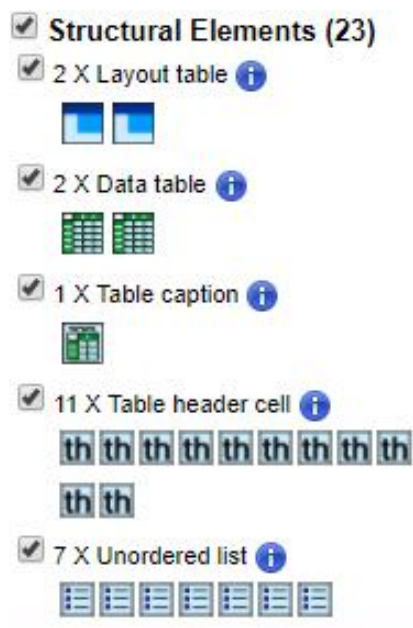 Structural Elements (23)
2 X Layout table
2 X Data table
1 X Table caption
11 X Table header cell
th th th th th th th th th
th th
7 X Unordered list